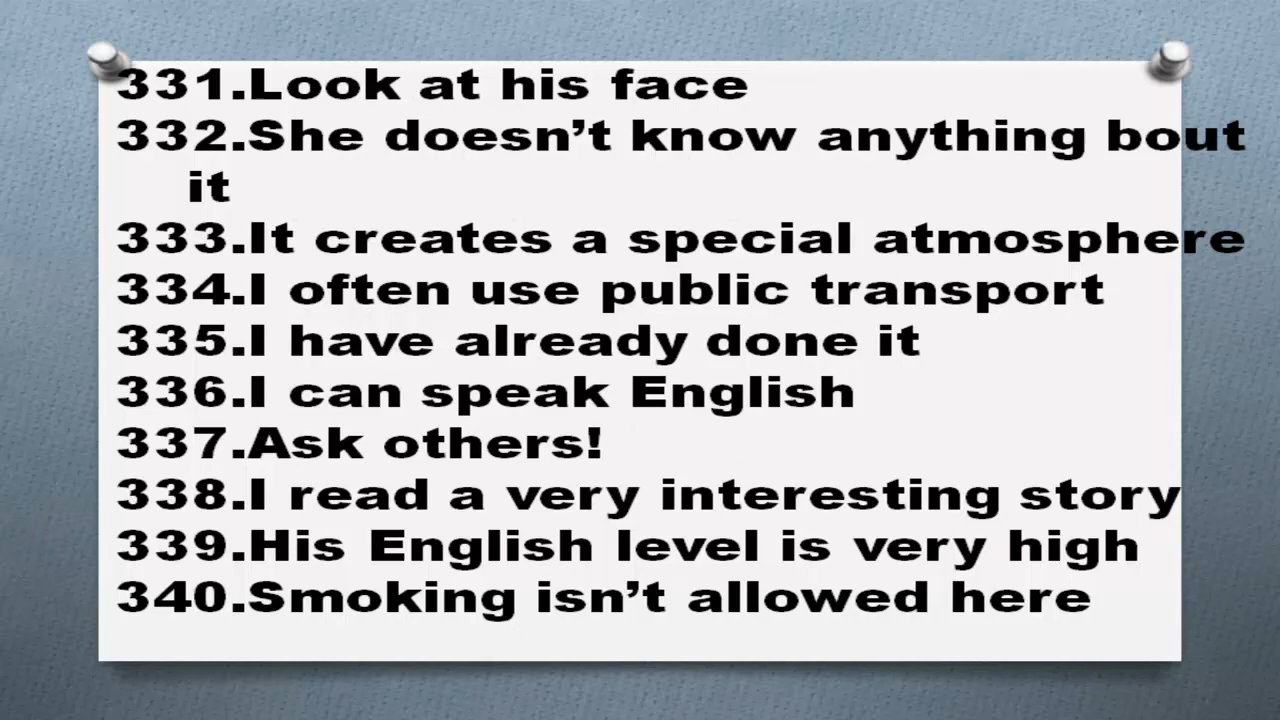 331.Look at his face
332.She doesn’t know anything bout
it
333.It creates a special atmosphere
334.I often use public transport
335.I have already done it
336.I can speak English
337.Ask others!
338.I read a very interesting story
339.His English level is very high
340.Smoking isn’t allowed here